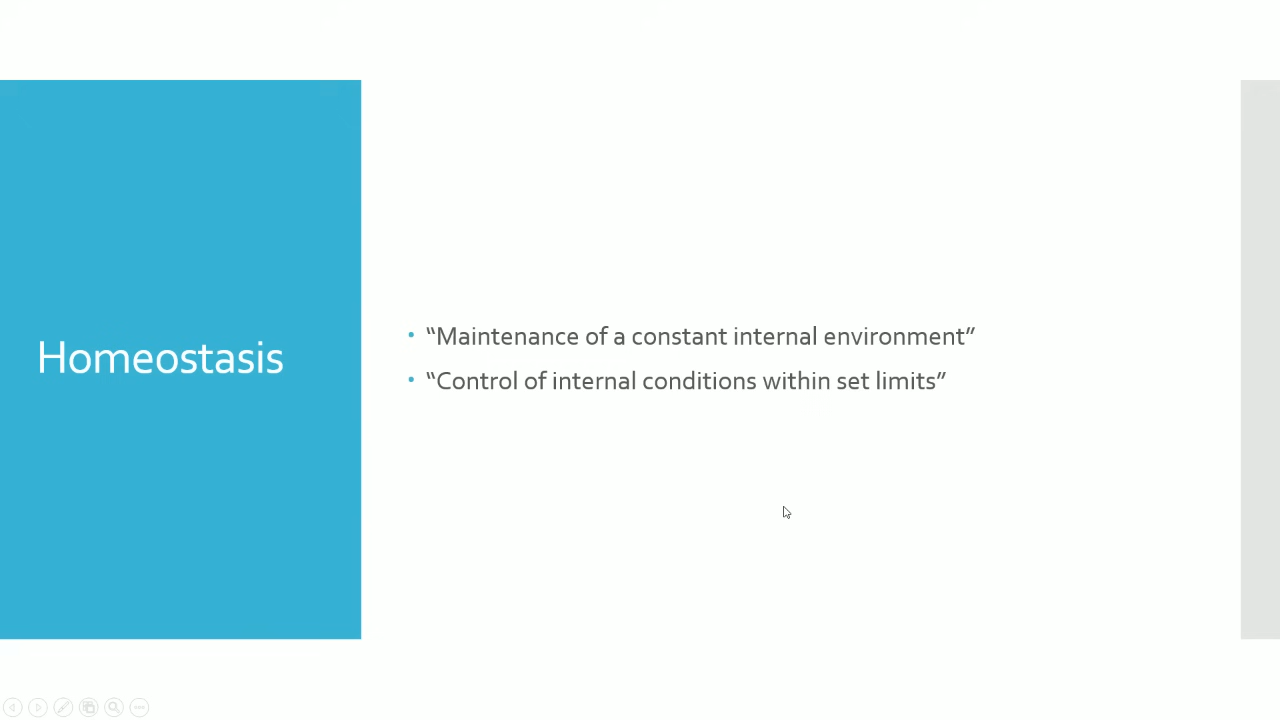 Homeostasis
• “Maintenance of a constant internal environment”
• “Control of internal conditions within set limits”